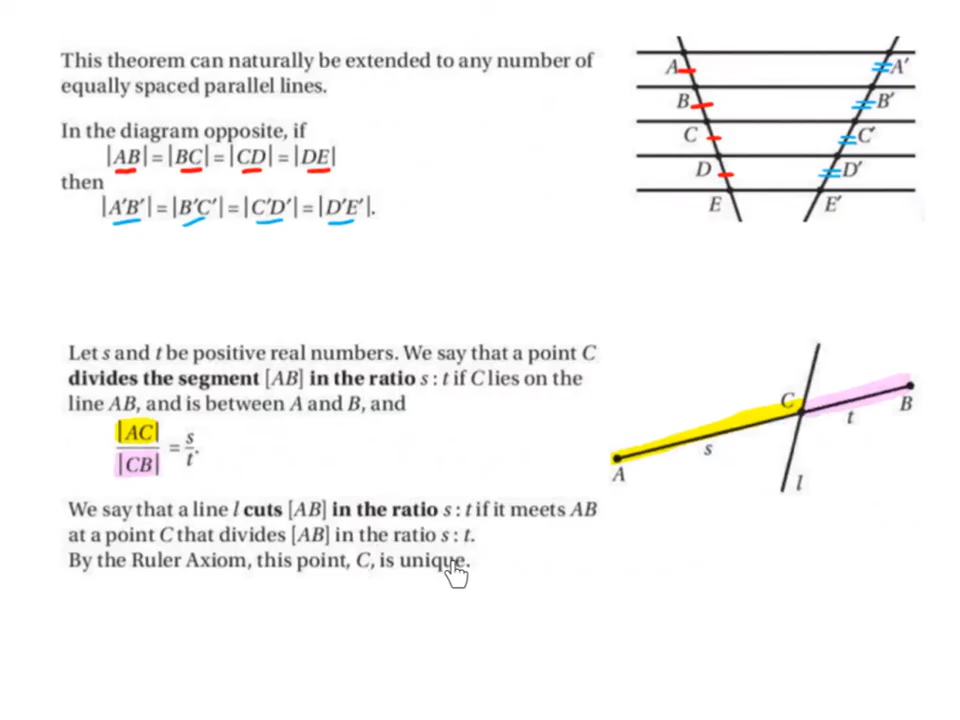 This theorem can naturally be extended to any number of
equally spaced parallel lines.
In the diagram opposite, if
|AB| = |BC| = |CD| = |DE|
then
|A′B′| = |B′C′| = |C′D′| = |D′E′|.
A
B
C
D
E
A′
B′
C′
D′
E′
Let s and t be positive real numbers. We say that a point C
divides the segment [AB] in the ratio s : t if C lies on the
line AB, and is between A and B, and
|AC|
|CB|
= s
t.
We say that a line l cuts [AB] in the ratio s : t if it meets AB
at a point C that divides [AB] in the ratio s : t.
By the Ruler Axiom, this point, C, is unique.
C
B
t
s
A
l